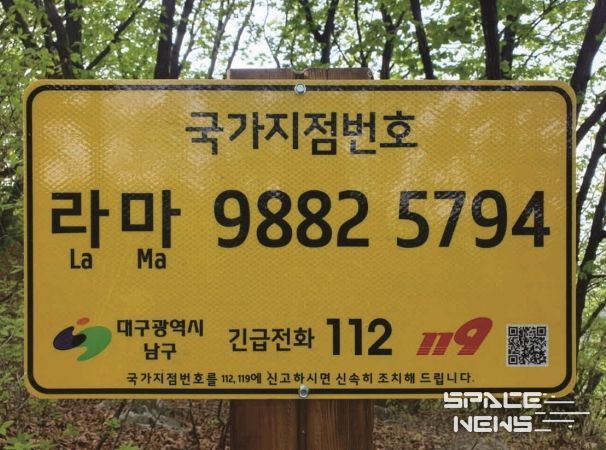 국가지점번호
라마 9882 5794
La Ma
대구광역시
남구
긴급전화 112 119
국가지점번호를 112, 119에 신고하시면 신속히 조치해 드립니다.
SPACE
NEWS